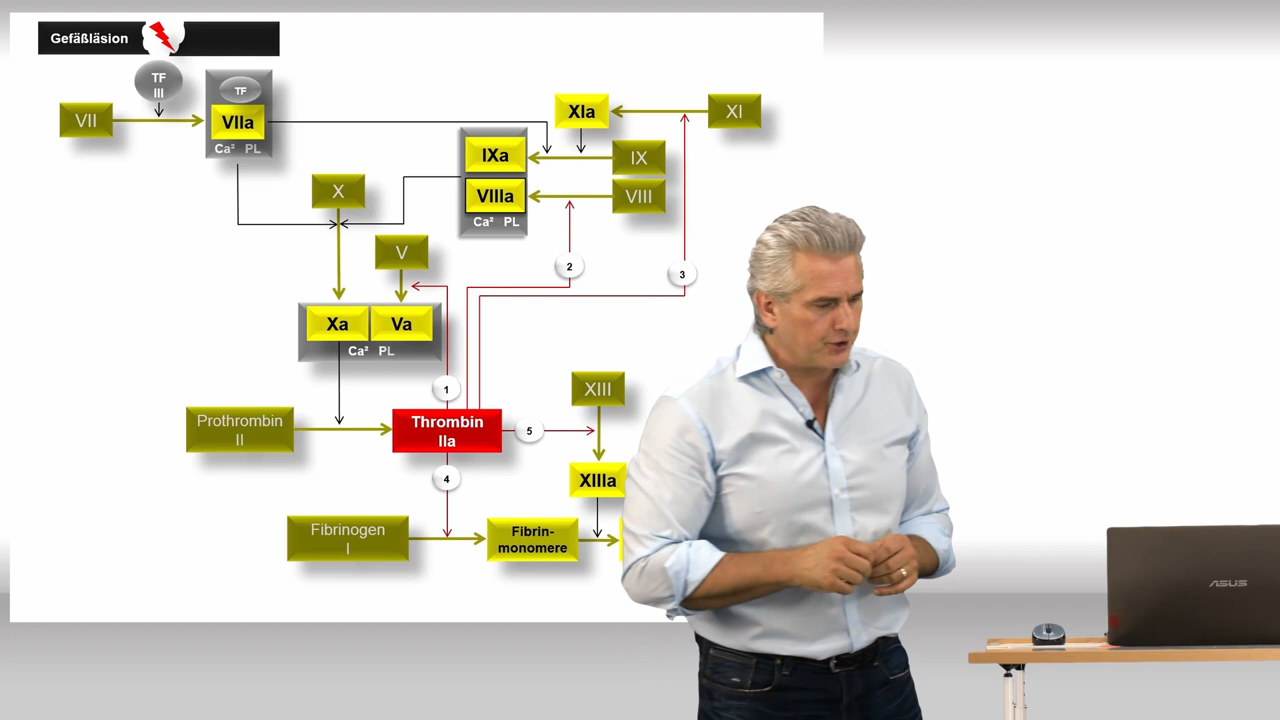 Gefäßläsion
TF
III
TF
VII
VIIa
Ca² PL
XIa
XI
IXa
IX
X
VIIIa
VIII
Ca² PL
V
2
3
Xa
Va
Ca² PL
1
XIII
Prothrombin
II
Thrombin
IIa
5
4
XIIIa
Fibrinogen
I
Fibrin-
monomere
ASUS